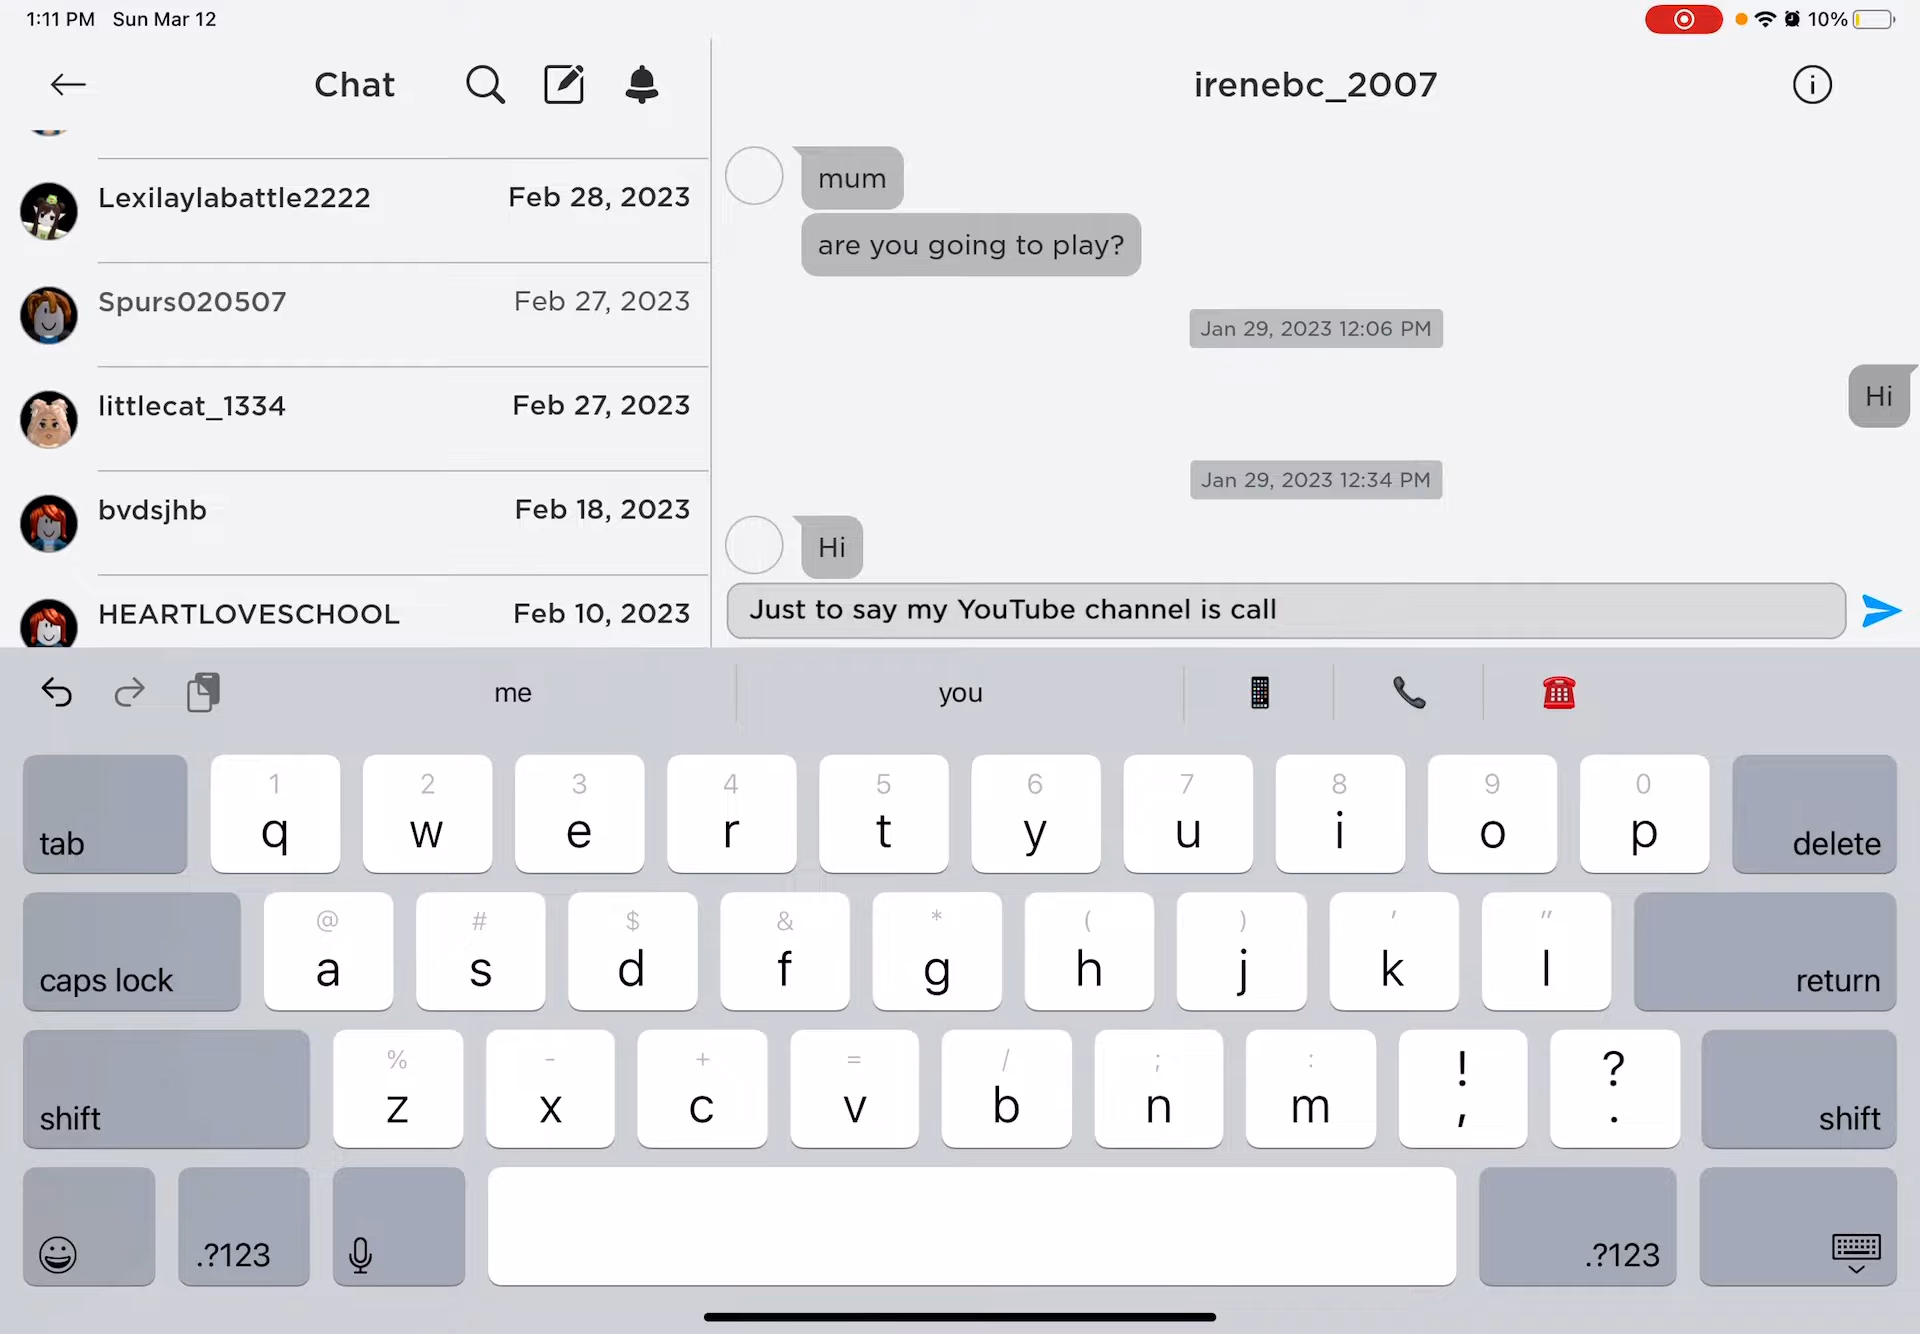 1:11 PM Sun Mar 12
10%
Chat
Lexilaylabattle2222 Feb 28, 2023
Spurs020507 Feb 27, 2023
littlecat_1334 Feb 27, 2023
bvdsjhb Feb 18, 2023
HEARTLOVESCHOOL Feb 10, 2023
irenebc_2007
mum
are you going to play?
Jan 29, 2023 12:06 PM
Hi
Jan 29, 2023 12:34 PM
Hi
Just to say my YouTube channel is call
me you
1 2 3 4 5 6 7 8 9 0
tab q w e r t y u i o p delete
@ # $ & * ( ) ' "
caps lock a s d f g h j k l return
% - + = / ; : ! ?
shift z x c v b n m , . shift
.?123 .?123